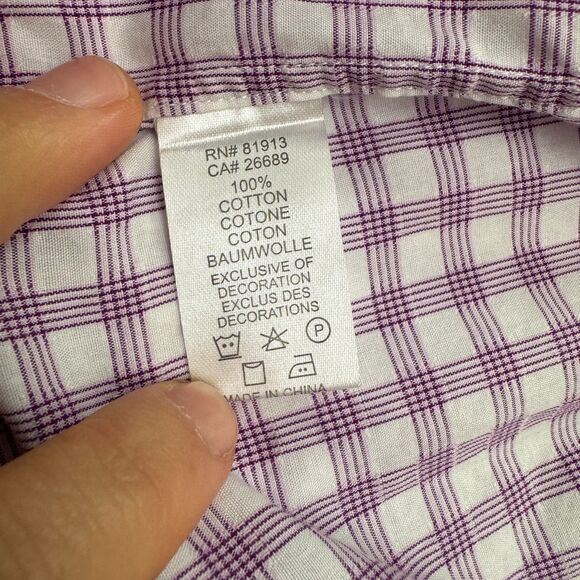 RN# 81913
CA# 26689
100%
COTTON
COTONE
COTON
BAUMWOLLE
EXCLUSIVE OF
DECORATION
EXCLUS DES
DECORATIONS
P
MADE IN CHINA